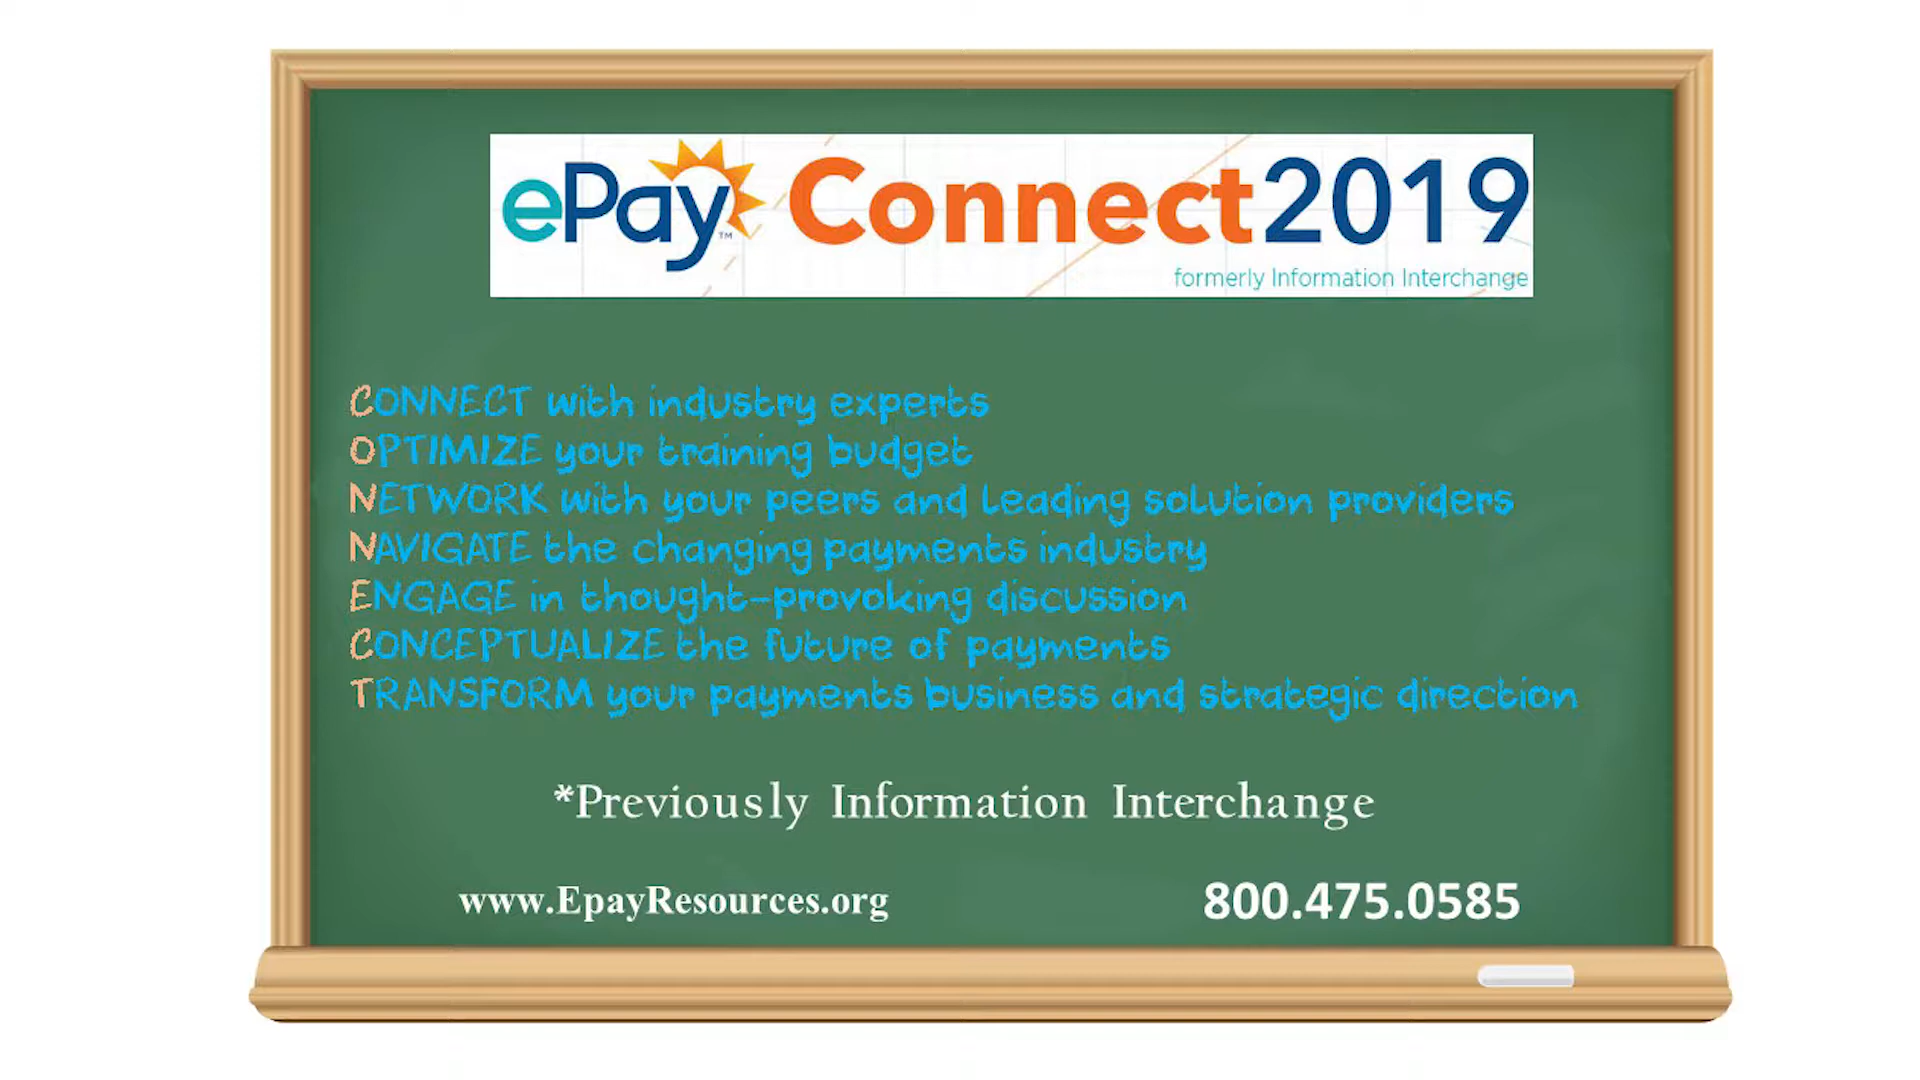 ePay™ Connect2019
formerly Information Interchange
CONNECT with industry experts
OPTIMIZE your training budget
NETWORK with your peers and leading solution providers
NAVIGATE the changing payments industry
ENGAGE in thought-provoking discussion
CONCEPTUALIZE the future of payments
TRANSFORM your payments business and strategic direction
*Previously Information Interchange
www.EpayResources.org 800.475.0585